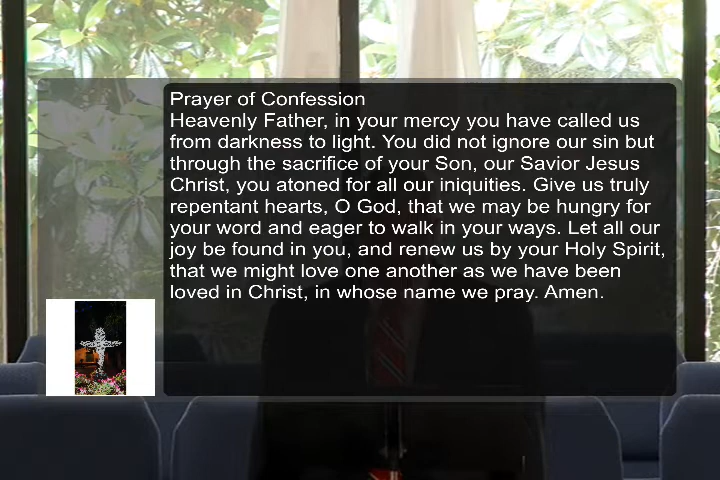 Prayer of Confession
Heavenly Father, in your mercy you have called us
from darkness to light. You did not ignore our sin but
through the sacrifice of your Son, our Savior Jesus
Christ, you atoned for all our iniquities. Give us truly
repentant hearts, O God, that we may be hungry for
your word and eager to walk in your ways. Let all our
joy be found in you, and renew us by your Holy Spirit,
that we might love one another as we have been
loved in Christ, in whose name we pray. Amen.